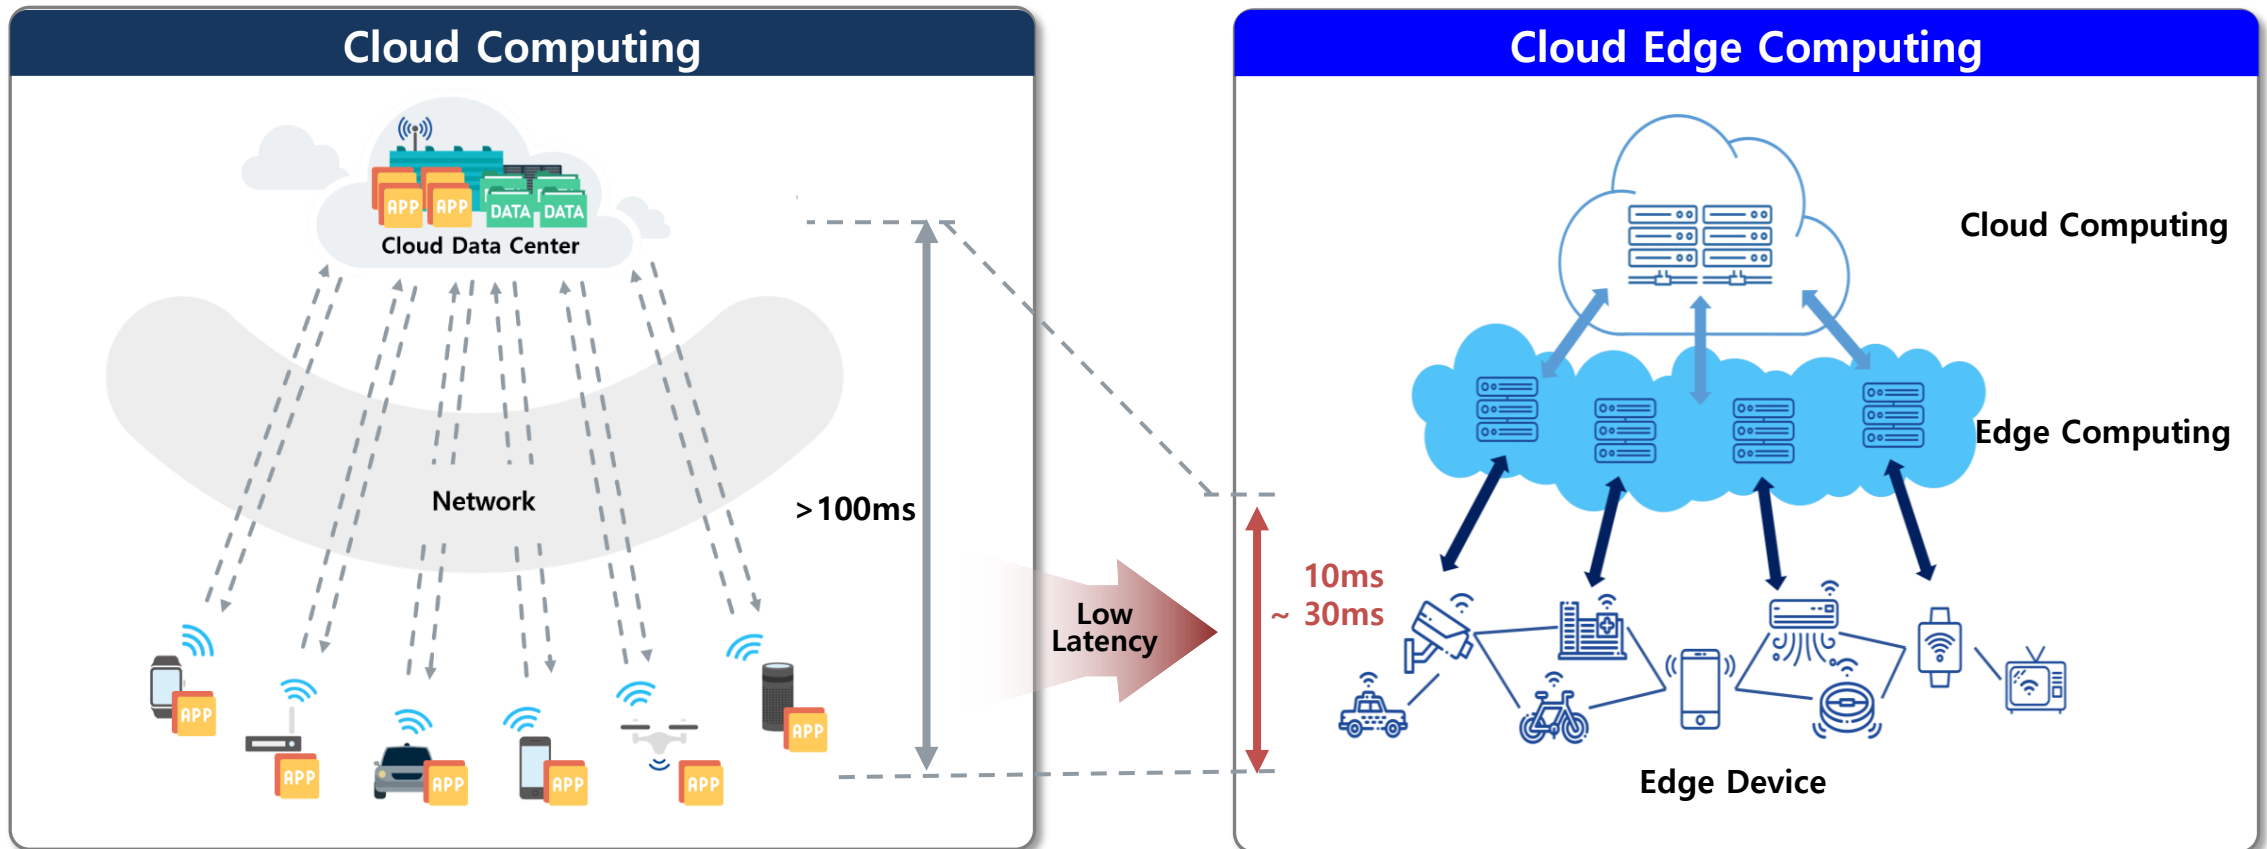 Cloud Computing
APP APP DATA DATA
Cloud Data Center
Network
>100ms
APP
APP
APP
APP
APP
APP
Low
Latency
Cloud Edge Computing
Cloud Computing
Edge Computing
10ms
~ 30ms
Edge Device